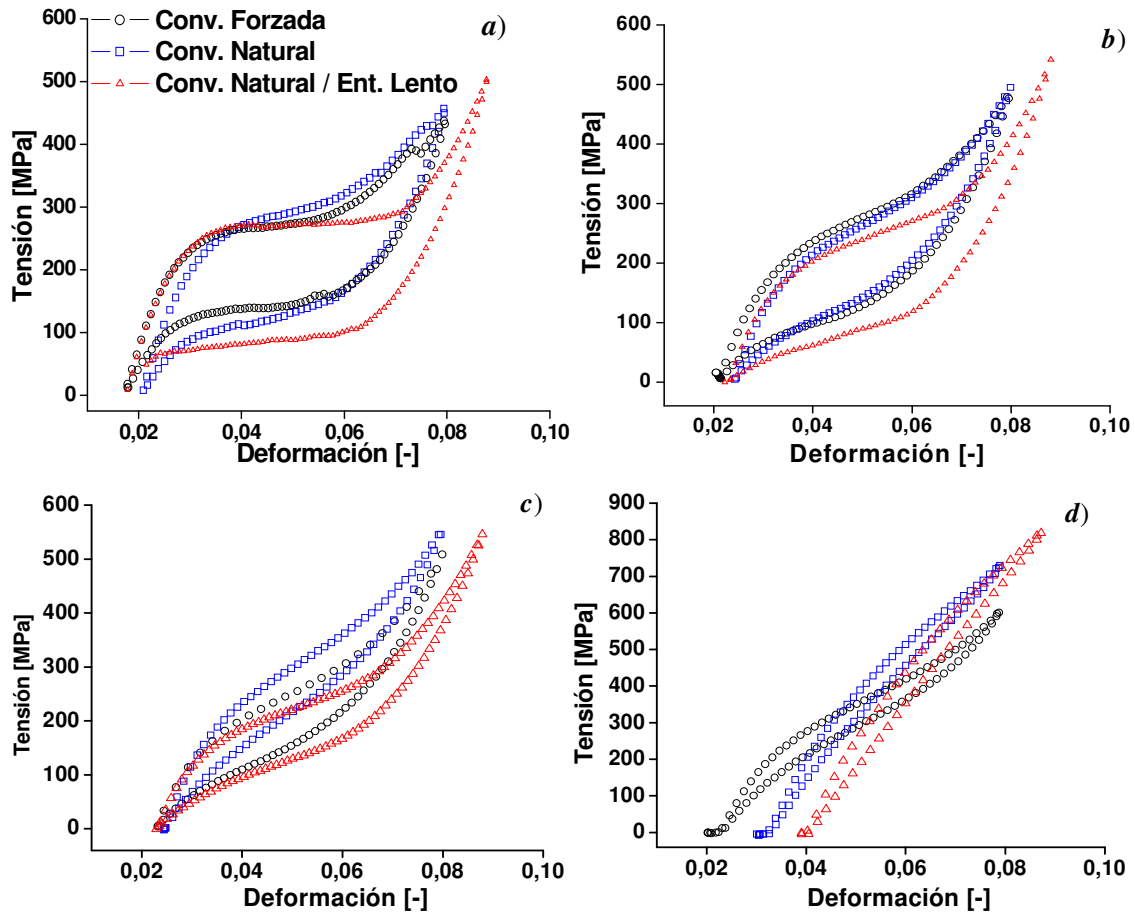 Conv. Forzada
Conv. Natural
Conv. Natural / Ent. Lento
a)
600
500
400
300
200
100
0
Tensión [MPa]
0,02 0,04 0,06 0,08 0,10
Deformación [-]
b)
600
500
400
300
200
100
0
Tensión [MPa]
0,02 0,04 0,06 0,08 0,10
Deformación [-]
c)
600
500
400
300
200
100
0
Tensión [MPa]
0,02 0,04 0,06 0,08 0,10
Deformación [-]
d)
900
800
700
600
500
400
300
200
100
0
Tensión [MPa]
0,02 0,04 0,06 0,08 0,10
Deformación [-]